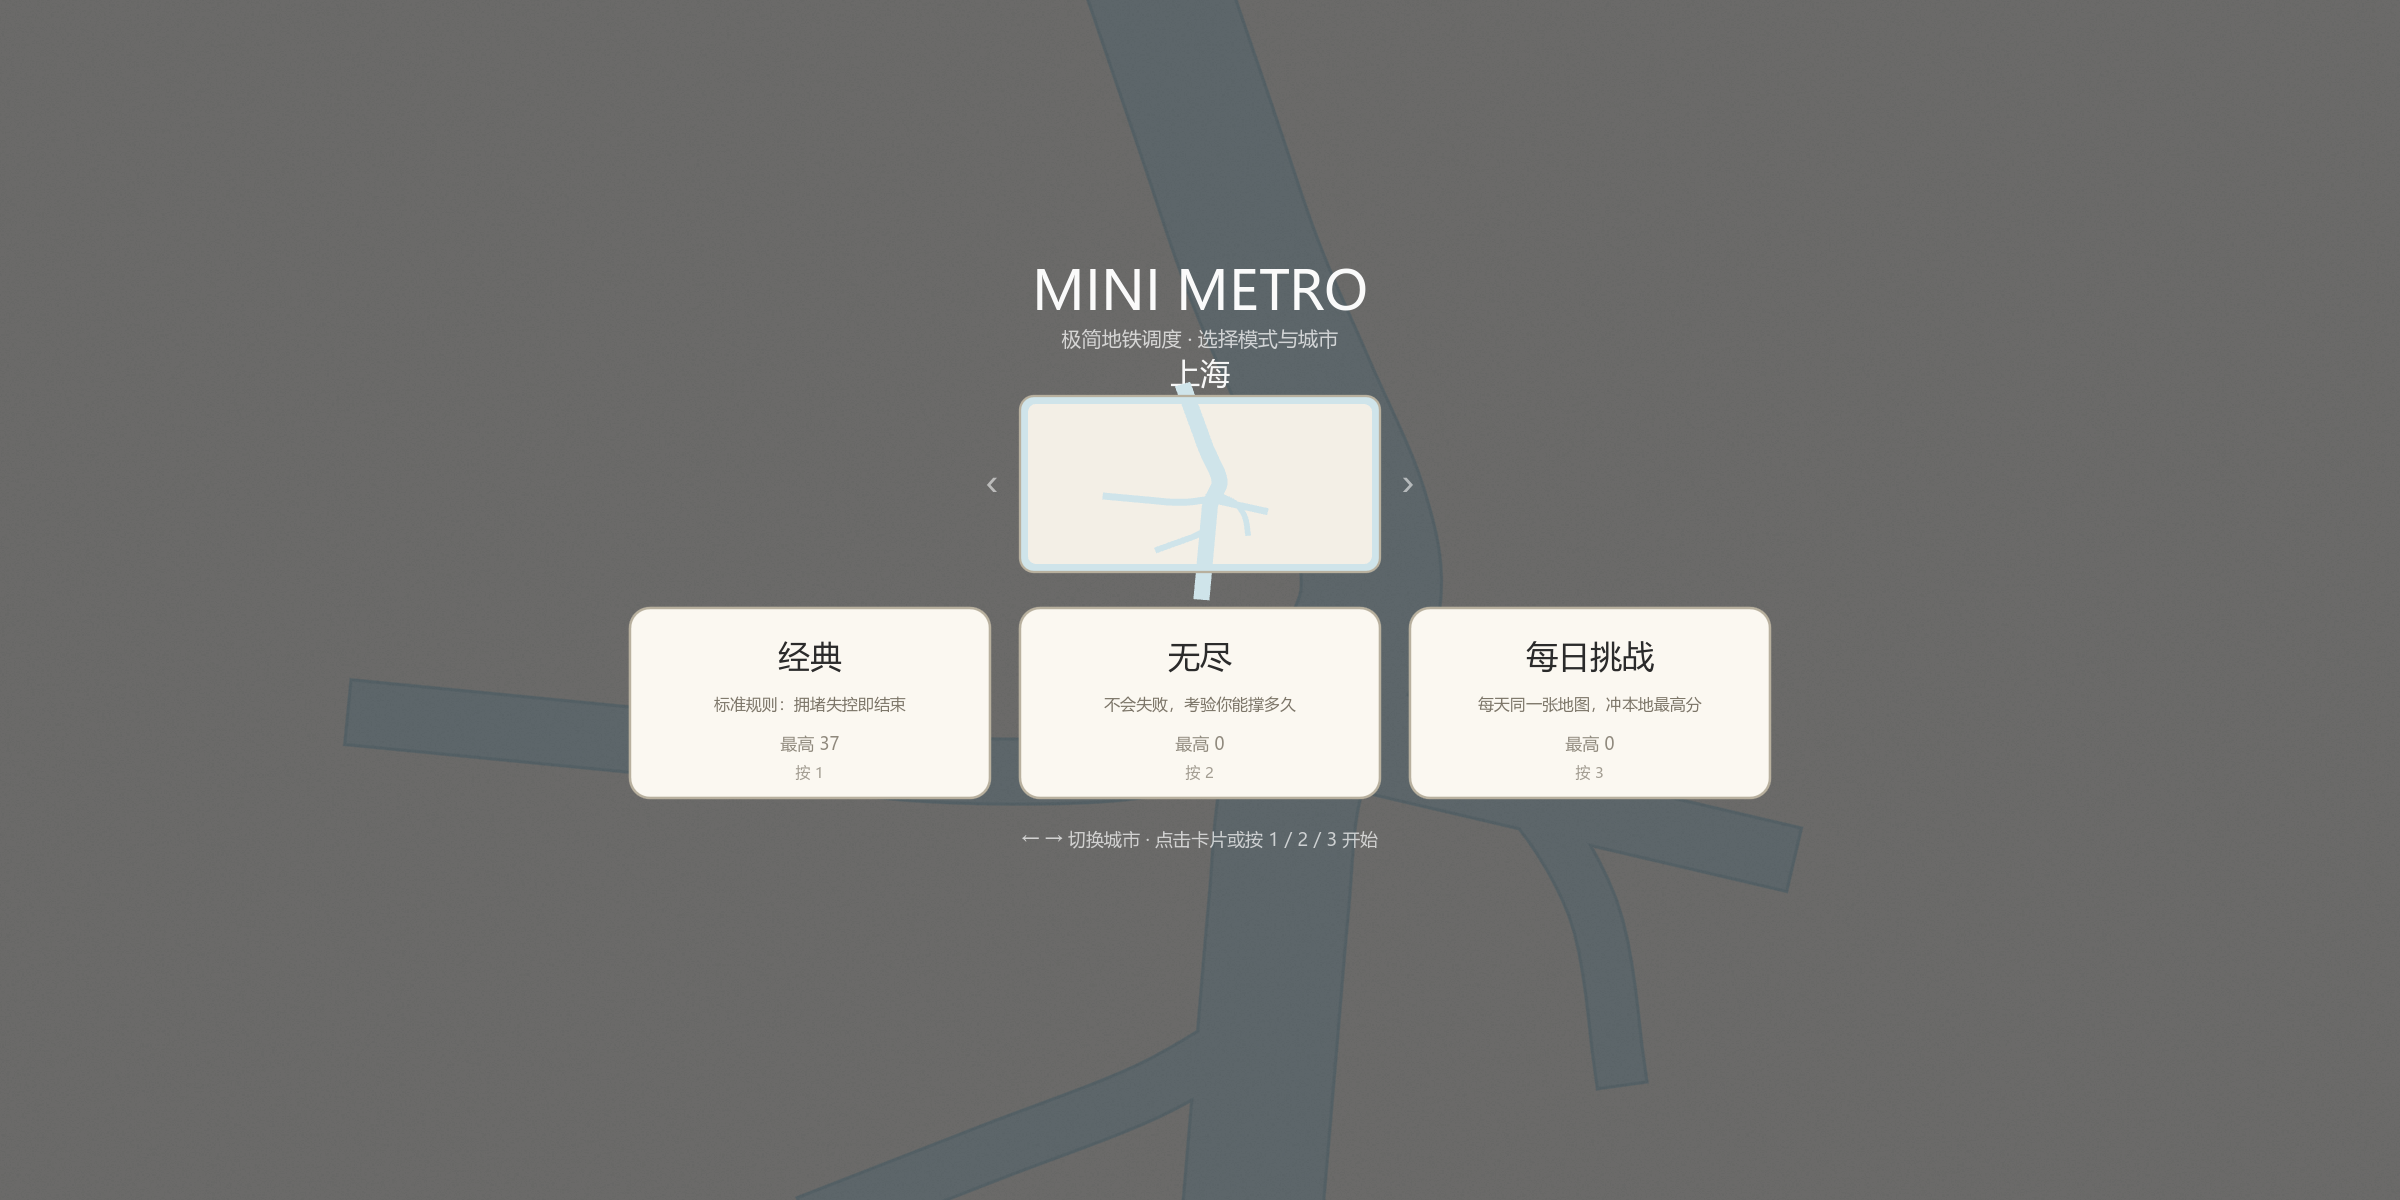 MINI METRO
极简地铁调度 · 选择模式与城市
上海
‹ ›
经典
标准规则：拥堵失控即结束
最高 37
按 1
无尽
不会失败，考验你能撑多久
最高 0
按 2
每日挑战
每天同一张地图，冲本地最高分
最高 0
按 3
← → 切换城市 · 点击卡片或按 1 / 2 / 3 开始